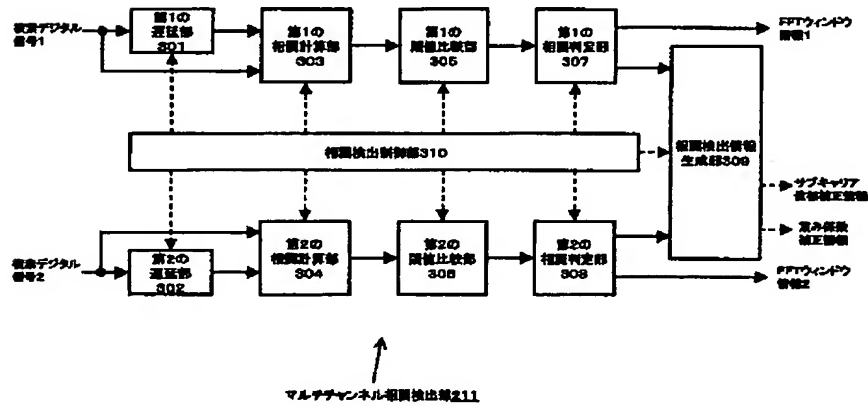 複素デジタル
信号1
第1の
遅延部
301
第1の
相関計算部
303
第1の
閾値比較部
305
第1の
相関判定部
307
FFTウィンドウ
情報1
相関検出制御部310
相関検出情報
生成部309
サブキャリア
位相補正情報
重み係数
補正情報
複素デジタル
信号2
第2の
遅延部
302
第2の
相関計算部
304
第2の
閾値比較部
306
第2の
相関判定部
308
FFTウィンドウ
情報2
マルチチャンネル相関検出部211